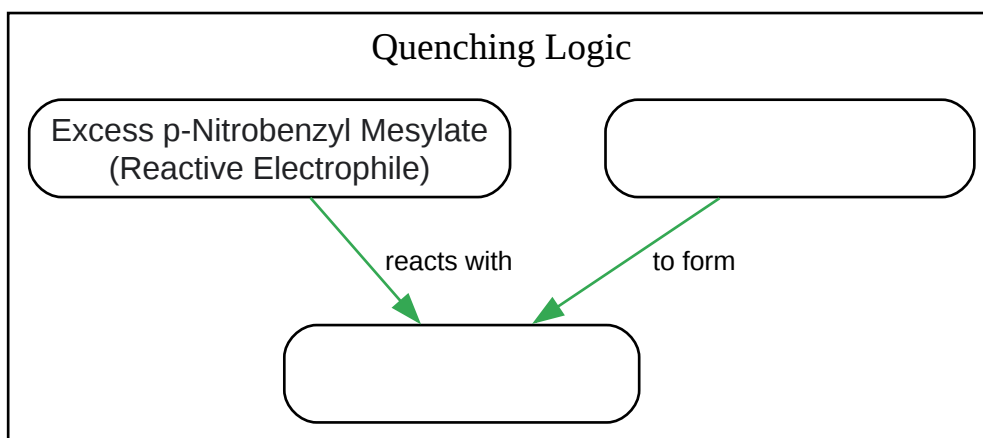 Quenching Logic
Excess p-Nitrobenzyl Mesylate
(Reactive Electrophile)
reacts with
to form